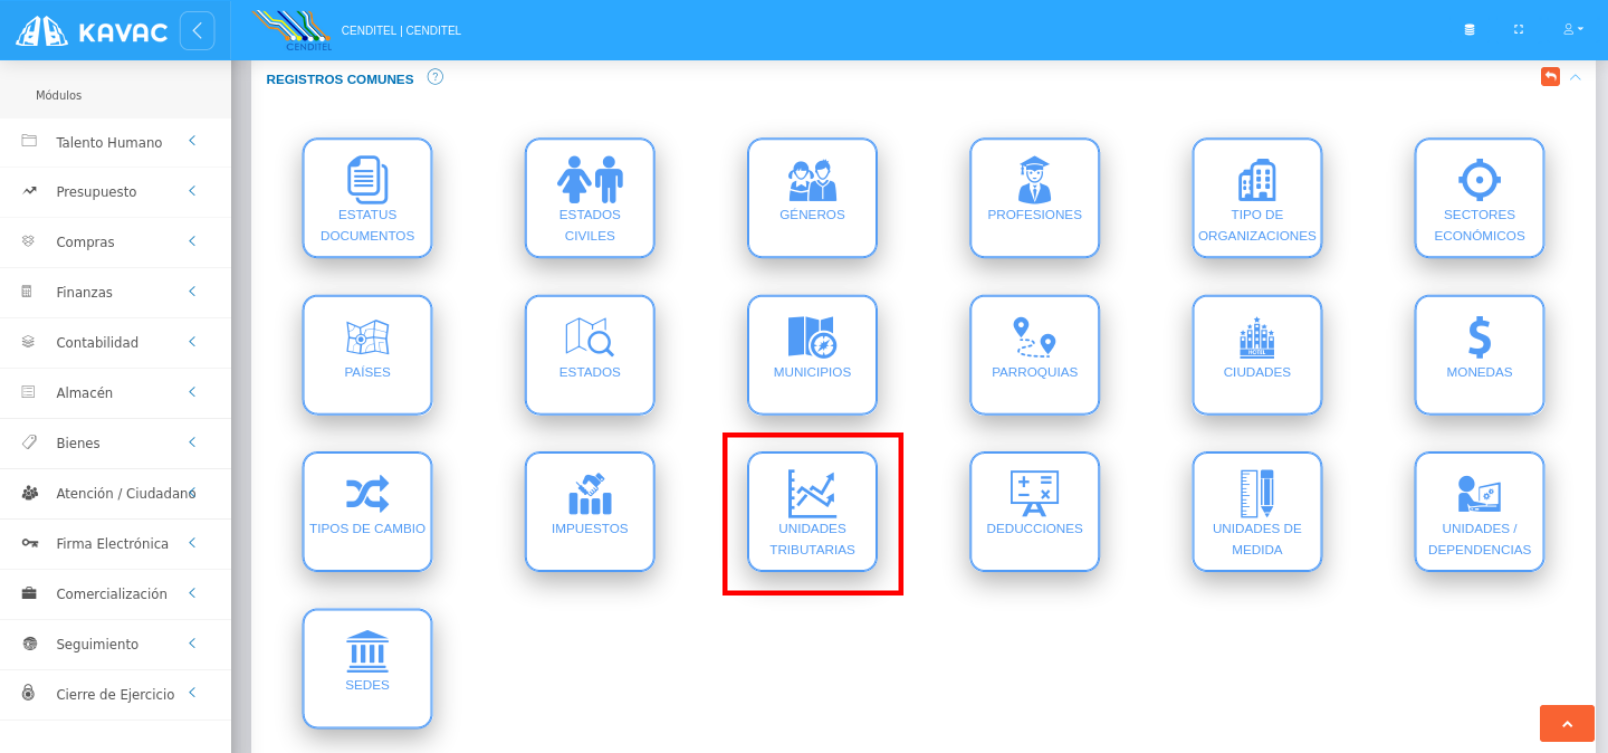 KAVAC
CENDITEL
CENDITEL | CENDITEL
REGISTROS COMUNES
Módulos
Talento Humano
Presupuesto
Compras
Finanzas
Contabilidad
Almacén
Bienes
Atención / Ciudadano
Firma Electrónica
Comercialización
Seguimiento
Cierre de Ejercicio
ESTATUS
DOCUMENTOS
ESTADOS
CIVILES
GÉNEROS
PROFESIONES
TIPO DE
ORGANIZACIONES
SECTORES
ECONÓMICOS
PAÍSES
ESTADOS
MUNICIPIOS
PARROQUIAS
HOTEL
CIUDADES
MONEDAS
TIPOS DE CAMBIO
IMPUESTOS
UNIDADES
TRIBUTARIAS
DEDUCCIONES
UNIDADES DE
MEDIDA
UNIDADES /
DEPENDENCIAS
SEDES